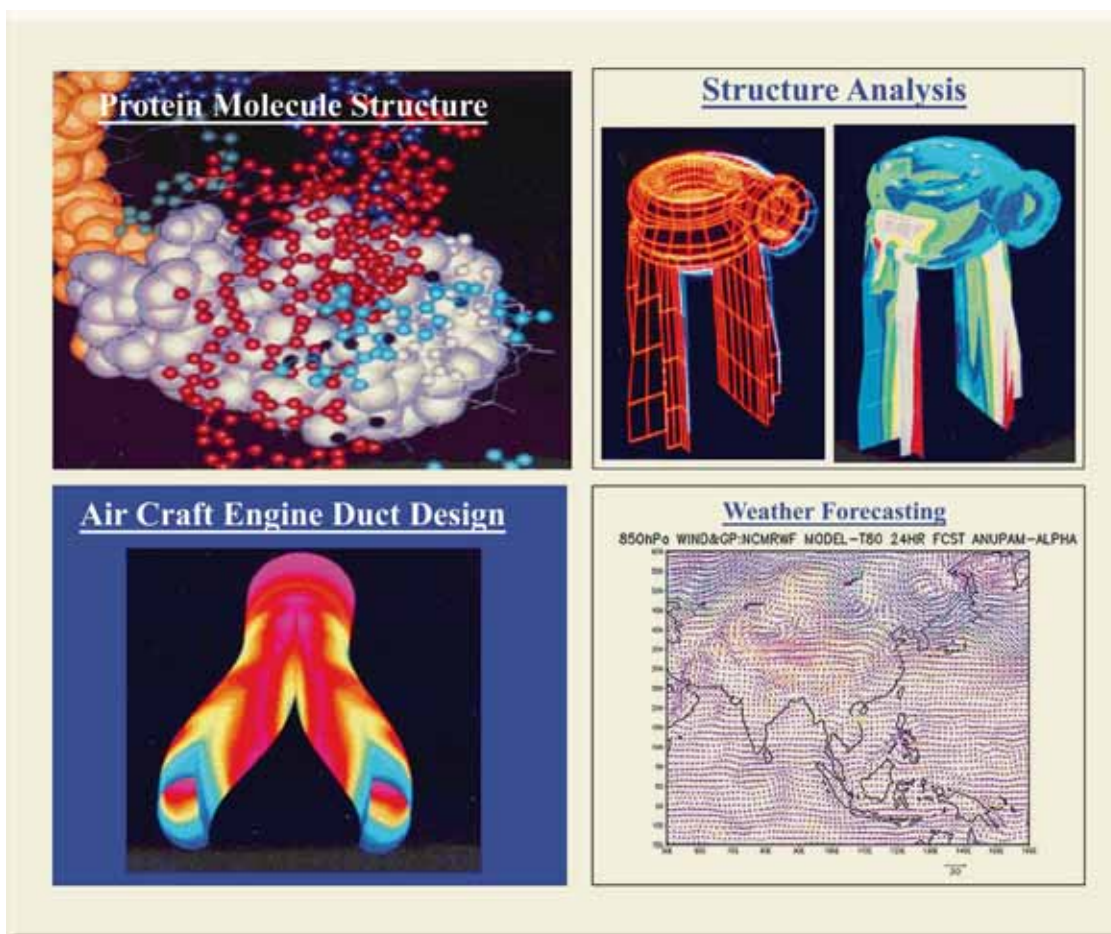 Protein Molecule Structure
Structure Analysis
Air Craft Engine Duct Design
Weather Forecasting
850hPa WIND&GP:NCMRWF MODEL-T80 24HR FCST ANUPAM-ALPHA
20